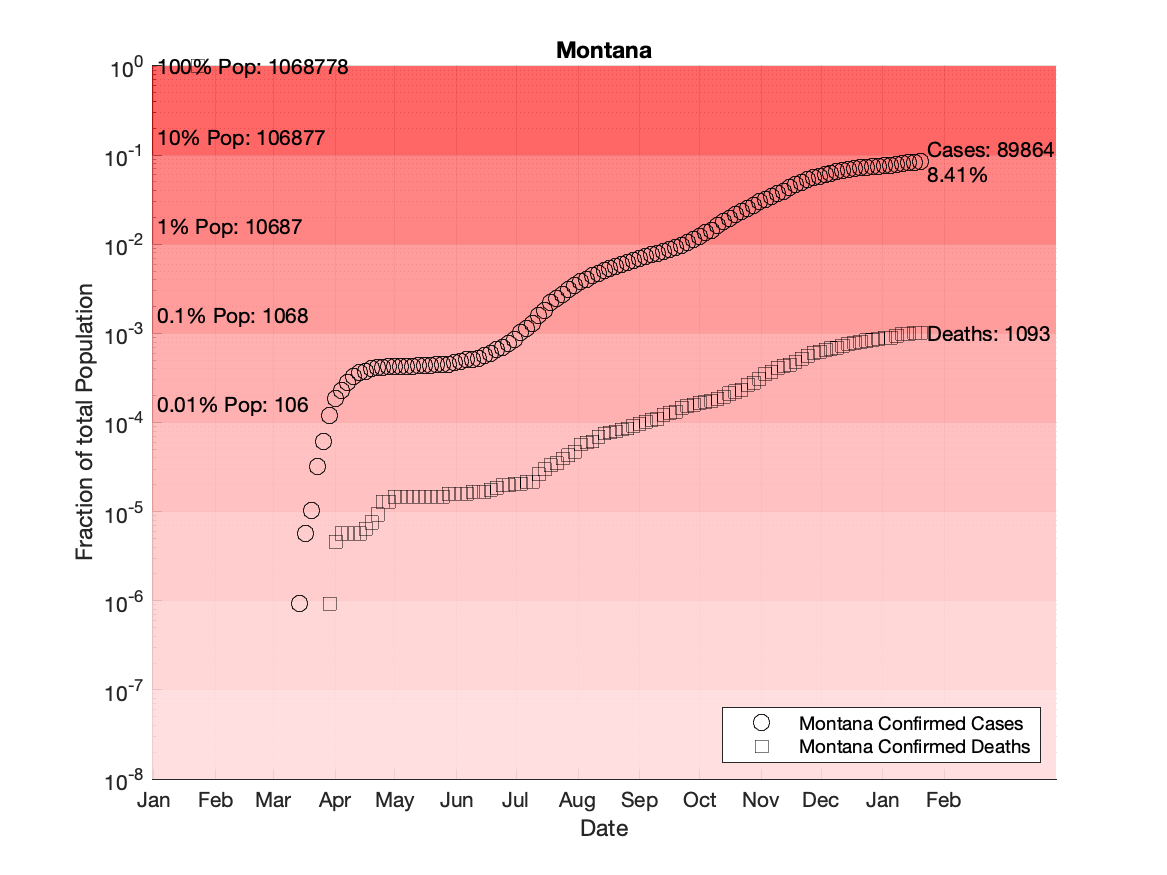 Montana
10^0
100% Pop: 1068778
10% Pop: 106877
10^-1
Cases: 89864
8.41%
1% Pop: 10687
10^-2
0.1% Pop: 1068
10^-3
Deaths: 1093
0.01% Pop: 106
10^-4
10^-5
10^-6
10^-7
10^-8
Fraction of total Population
Montana Confirmed Cases
Montana Confirmed Deaths
Jan Feb Mar Apr May Jun Jul Aug Sep Oct Nov Dec Jan Feb
Date